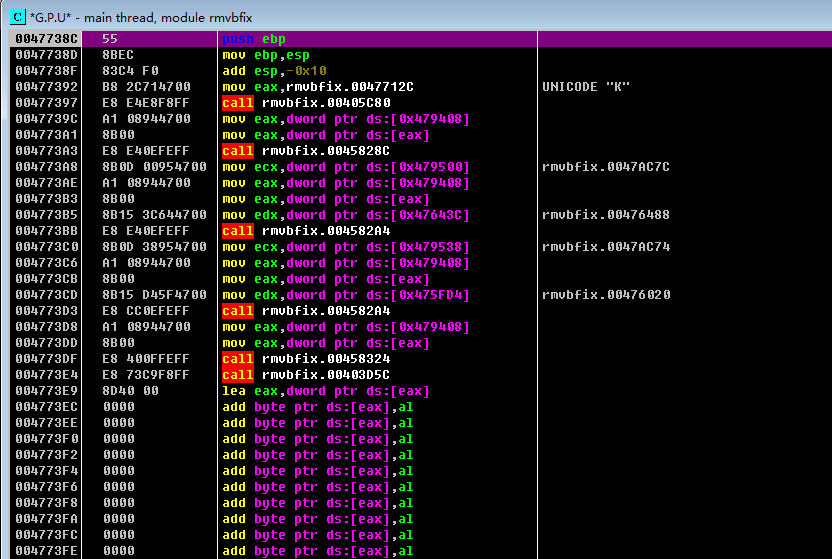 C *G.P.U* - main thread, module rmvbfix
0047738C 55 push ebp
0047738D 8BEC mov ebp,esp
0047738F 83C4 F0 add esp,-0x10
00477392 B8 2C714700 mov eax,rmvbfix.0047712C UNICODE "K"
00477397 E8 E4E8F8FF call rmvbfix.00405C80
0047739C A1 08944700 mov eax,dword ptr ds:[0x479408]
004773A1 8B00 mov eax,dword ptr ds:[eax]
004773A3 E8 E40EFEFF call rmvbfix.0045828C
004773A8 8B0D 00954700 mov ecx,dword ptr ds:[0x479500] rmvbfix.0047AC7C
004773AE A1 08944700 mov eax,dword ptr ds:[0x479408]
004773B3 8B00 mov eax,dword ptr ds:[eax]
004773B5 8B15 3C644700 mov edx,dword ptr ds:[0x47643C] rmvbfix.00476488
004773BB E8 E40EFEFF call rmvbfix.004582A4
004773C0 8B0D 38954700 mov ecx,dword ptr ds:[0x479538] rmvbfix.0047AC74
004773C6 A1 08944700 mov eax,dword ptr ds:[0x479408]
004773CB 8B00 mov eax,dword ptr ds:[eax]
004773CD 8B15 D45F4700 mov edx,dword ptr ds:[0x475FD4] rmvbfix.00476020
004773D3 E8 CC0EFEFF call rmvbfix.004582A4
004773D8 A1 08944700 mov eax,dword ptr ds:[0x479408]
004773DD 8B00 mov eax,dword ptr ds:[eax]
004773DF E8 400FFEFF call rmvbfix.00458324
004773E4 E8 73C9F8FF call rmvbfix.00403D5C
004773E9 8D40 00 lea eax,dword ptr ds:[eax]
004773EC 0000 add byte ptr ds:[eax],al
004773EE 0000 add byte ptr ds:[eax],al
004773F0 0000 add byte ptr ds:[eax],al
004773F2 0000 add byte ptr ds:[eax],al
004773F4 0000 add byte ptr ds:[eax],al
004773F6 0000 add byte ptr ds:[eax],al
004773F8 0000 add byte ptr ds:[eax],al
004773FA 0000 add byte ptr ds:[eax],al
004773FC 0000 add byte ptr ds:[eax],al
004773FE 0000 add byte ptr ds:[eax],al